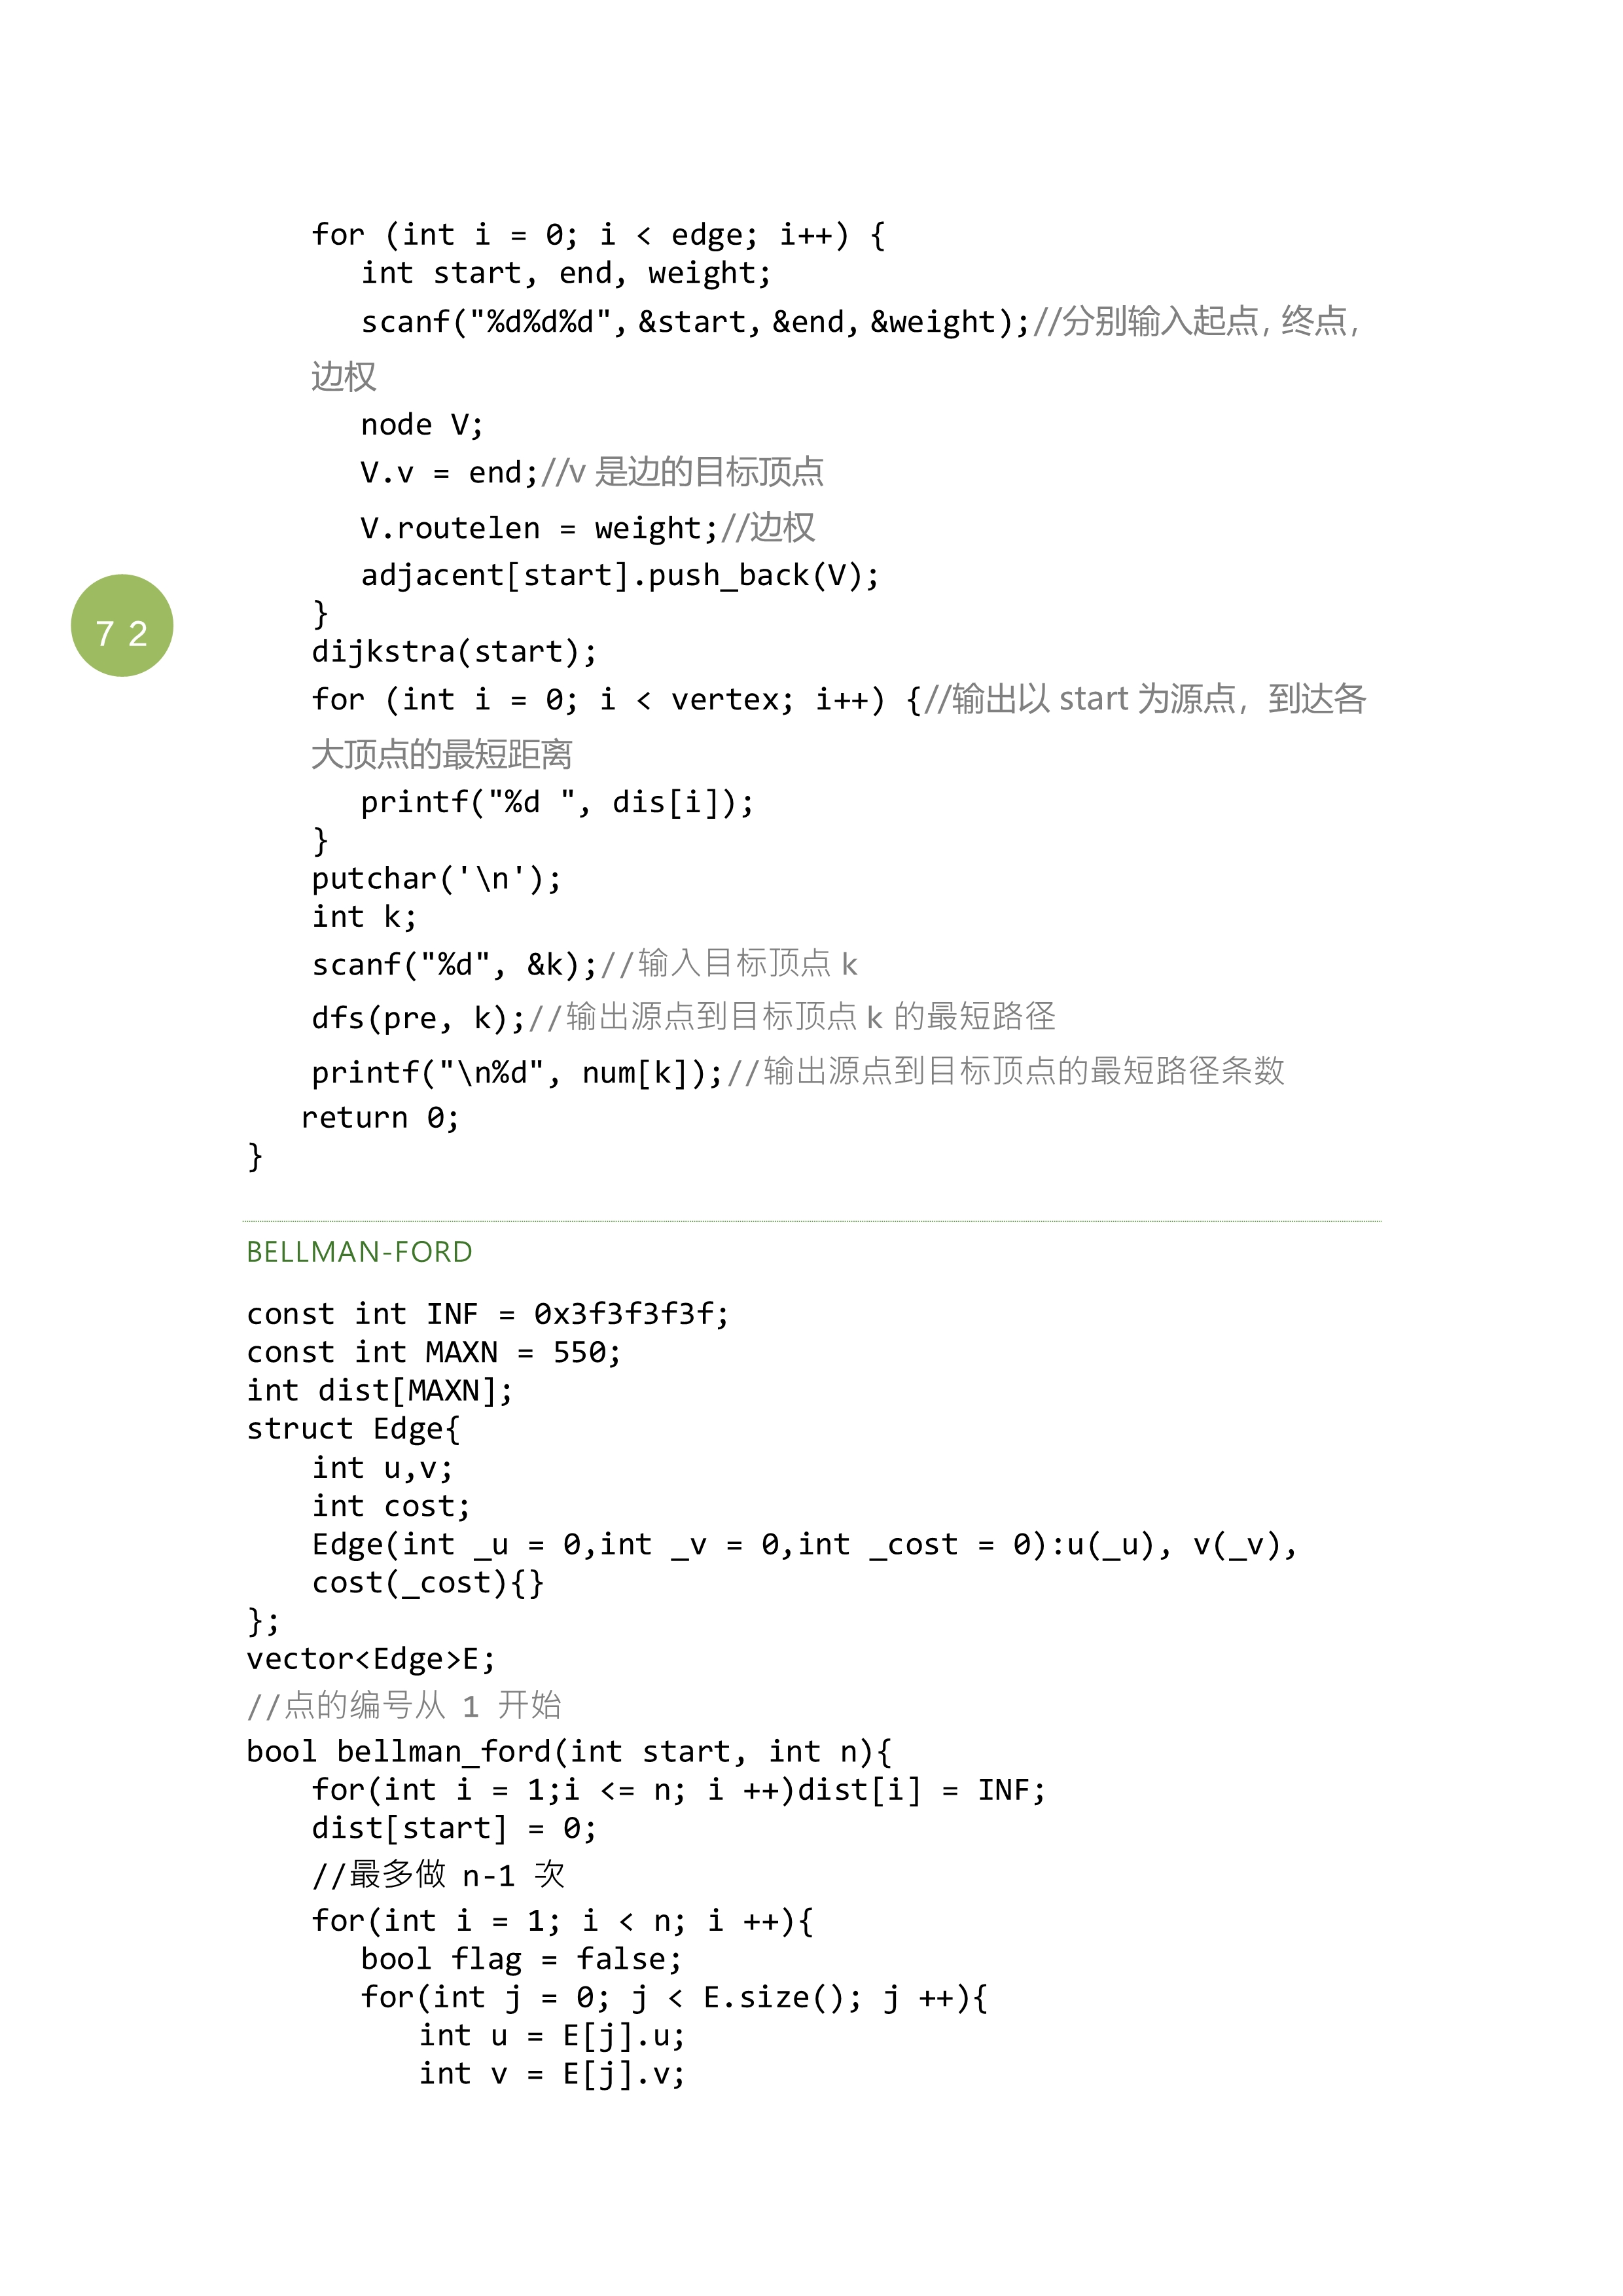 for (int i = 0; i < edge; i++) {
int start, end, weight;
scanf("%d%d%d", &start, &end, &weight);//分别输入起点, 终点,
边权
node V;
V.v = end;//v 是边的目标顶点
V.routelen = weight;//边权
adjacent[start].push_back(V);
}
72
dijkstra(start);
for (int i = 0; i < vertex; i++) {//输出以 start 为源点，到达各
大顶点的最短距离
printf("%d ", dis[i]);
}
putchar('\n');
int k;
scanf("%d", &k);//输入目标顶点 k
dfs(pre, k);//输出源点到目标顶点 k 的最短路径
printf("\n%d", num[k]);//输出源点到目标顶点的最短路径条数
return 0;
}
BELLMAN-FORD
const int INF = 0x3f3f3f3f;
const int MAXN = 550;
int dist[MAXN];
struct Edge{
int u,v;
int cost;
Edge(int _u = 0,int _v = 0,int _cost = 0):u(_u), v(_v),
cost(_cost){}
};
vector<Edge>E;
//点的编号从 1 开始
bool bellman_ford(int start, int n){
for(int i = 1;i <= n; i ++)dist[i] = INF;
dist[start] = 0;
//最多做 n-1 次
for(int i = 1; i < n; i ++){
bool flag = false;
for(int j = 0; j < E.size(); j ++){
int u = E[j].u;
int v = E[j].v;